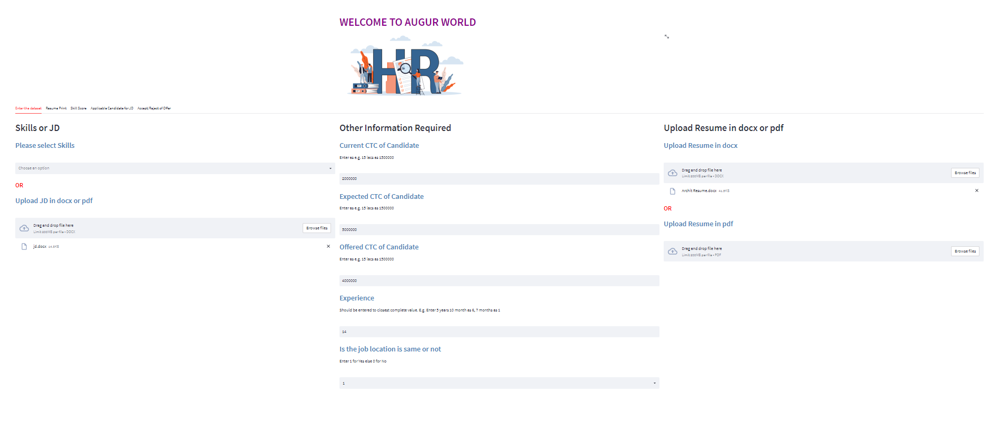 WELCOME TO AUGUR WORLD
HR
Enter the dataset Resume Print Skill Score Applicable Candidate for JD Accept/Reject of Offer
Skills or JD
Please select Skills
Choose an option
OR
Upload JD in docx or pdf
Drag and drop file here
Limit 200MB per file • DOCX
Browse files
jd.docx 14.8KB
Other Information Required
Current CTC of Candidate
Enter as e.g. 15 lacs as 1500000
2000000
Expected CTC of Candidate
Enter as e.g. 15 lacs as 1500000
5000000
Offered CTC of Candidate
Enter as e.g. 15 lacs as 1500000
4000000
Experience
Should be entered to closest complete value. E.g. Enter 5 years 10 month as 6, 7 months as 1
14
Is the job location is same or not
Enter 1 for Yes else 0 for No
1
Upload Resume in docx or pdf
Upload Resume in docx
Drag and drop file here
Limit 200MB per file • DOCX
Browse files
Archit Resume.docx 41.5KB
OR
Upload Resume in pdf
Drag and drop file here
Limit 200MB per file • PDF
Browse files